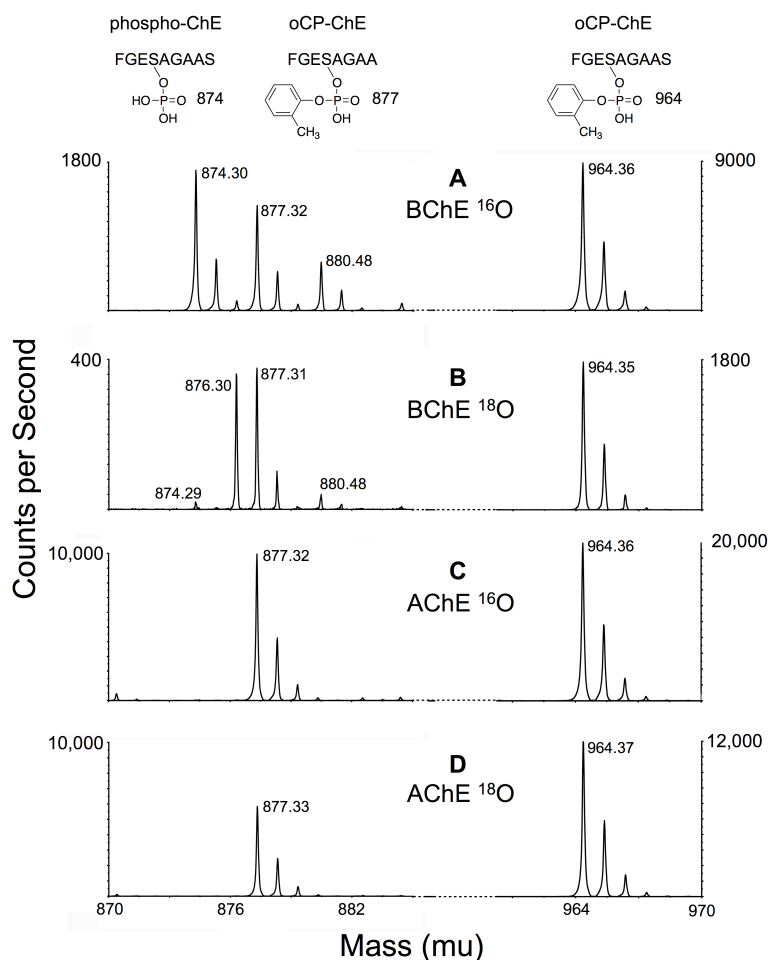 phospho-ChE
oCP-ChE
oCP-ChE
FGESAGAAS
FGESAGAA
FGESAGAAS
O
HO P O
OH
874
O
O P O
OH
CH₃
877
O
O P O
OH
CH₃
964
Counts per Second
1800
874.30
877.32
880.48
A
BChE ¹⁶O
964.36
9000
400
874.29
876.30
877.31
880.48
B
BChE ¹⁸O
964.35
1800
10,000
877.32
C
AChE ¹⁶O
964.36
20,000
10,000
877.33
D
AChE ¹⁸O
964.37
12,000
870 876 882 964 970
Mass (mu)